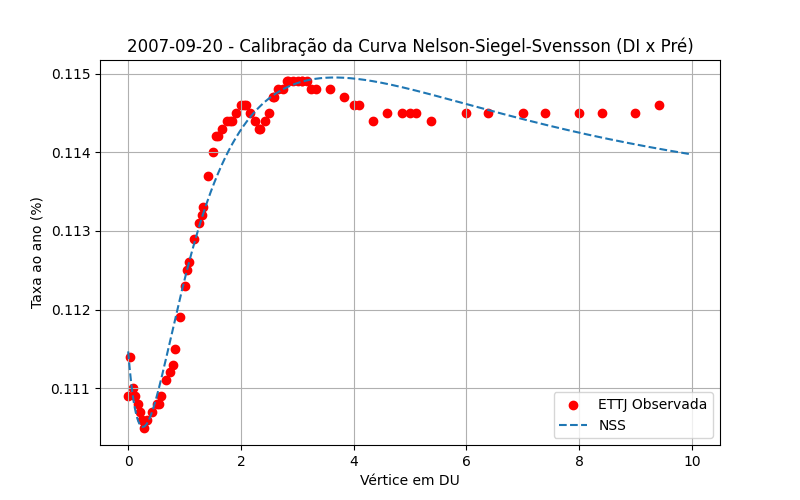 2007-09-20 - Calibração da Curva Nelson-Siegel-Svensson (DI x Pré)
Taxa ao ano (%)
0.115
0.114
0.113
0.112
0.111
ETTJ Observada
NSS
0 2 4 6 8 10
Vértice em DU